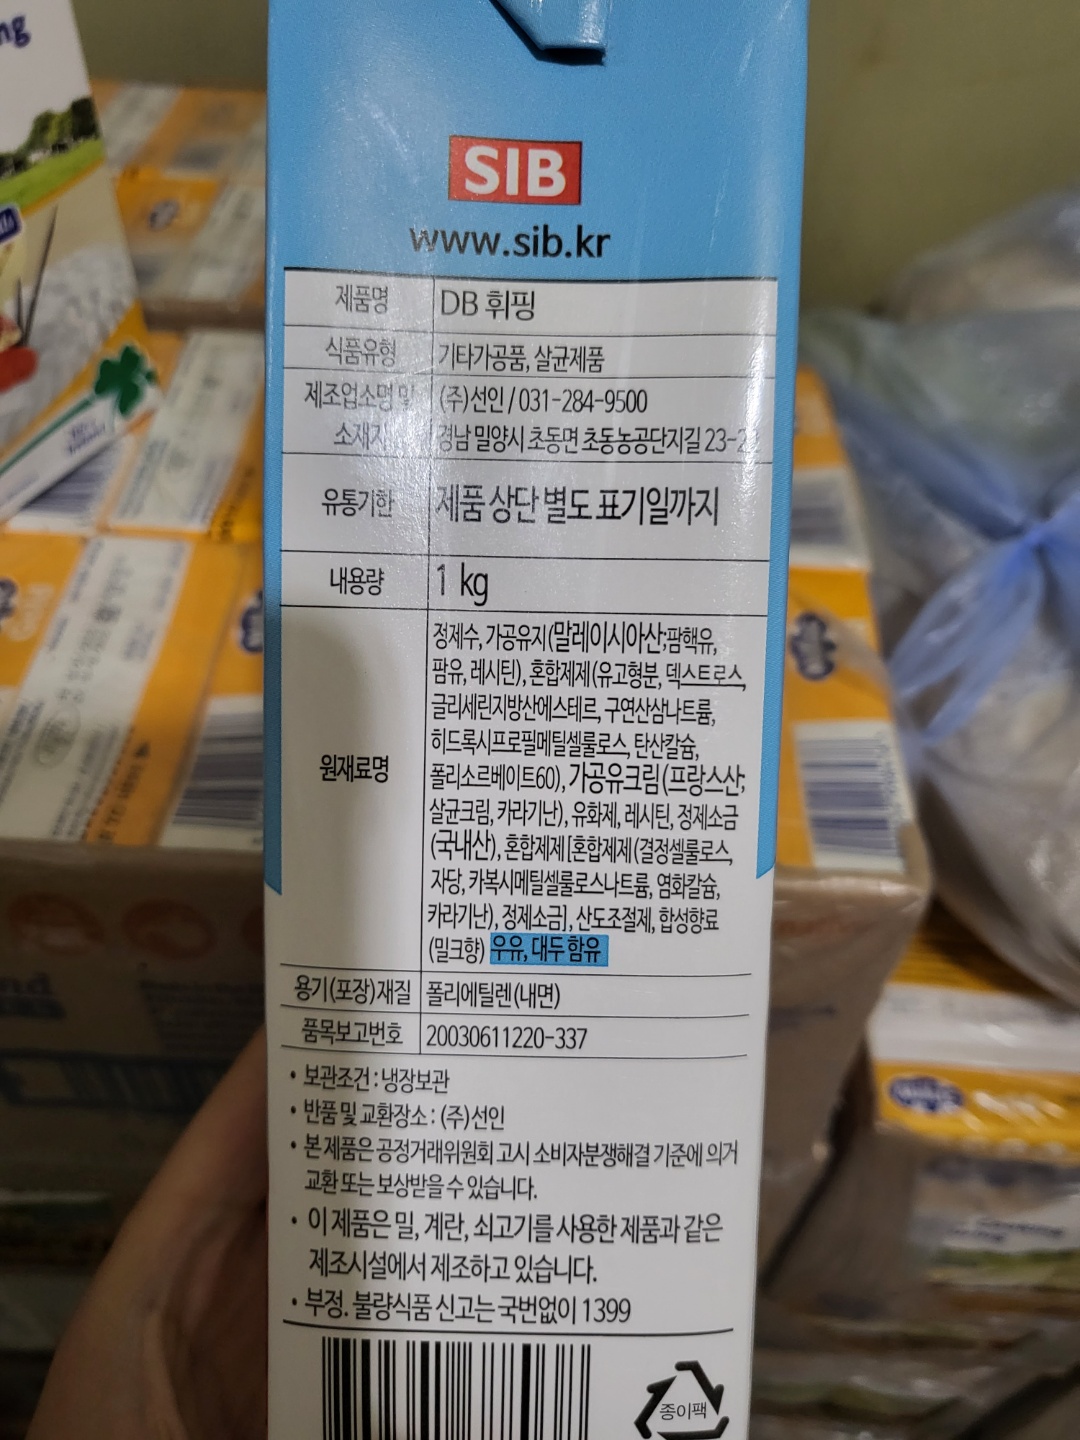 SIB
www.sib.kr
제품명 DB 휘핑
식품유형 기타가공품, 살균제품
제조업소명 및 (주)선인 / 031-284-9500
소재지 경남 밀양시 초동면 초동농공단지길
유통기한 제품 상단 별도 표기일까지
내용량 1 kg
원재료명
정제수, 가공유지(말레이시아산;팜핵유,
팜유, 레시틴), 혼합제제(유고형분, 덱스트로스,
글리세린지방산에스테르, 구연산삼나트륨,
히드록시프로필메틸셀룰로스, 탄산칼슘,
폴리소르베이트60), 가공유크림(프랑스산;
살균크림, 카라기난), 유화제, 레시틴, 정제소금
(국내산), 혼합제제[혼합제제(결정셀룰로스,
자당, 카복시메틸셀룰로스나트륨, 염화칼슘,
카라기난), 정제소금], 산도조절제, 합성향료
(밀크향) 우유, 대두 함유
용기(포장)재질 폴리에틸렌(내면)
품목보고번호 20030611220-337
• 보관조건 : 냉장보관
• 반품 및 교환장소 : (주)선인
• 본 제품은 공정거래위원회 고시 소비자분쟁해결 기준에 의거
교환 또는 보상받을 수 있습니다.
• 이 제품은 밀, 계란, 쇠고기를 사용한 제품과 같은
제조시설에서 제조하고 있습니다.
• 부정. 불량식품 신고는 국번없이 1399
종이팩